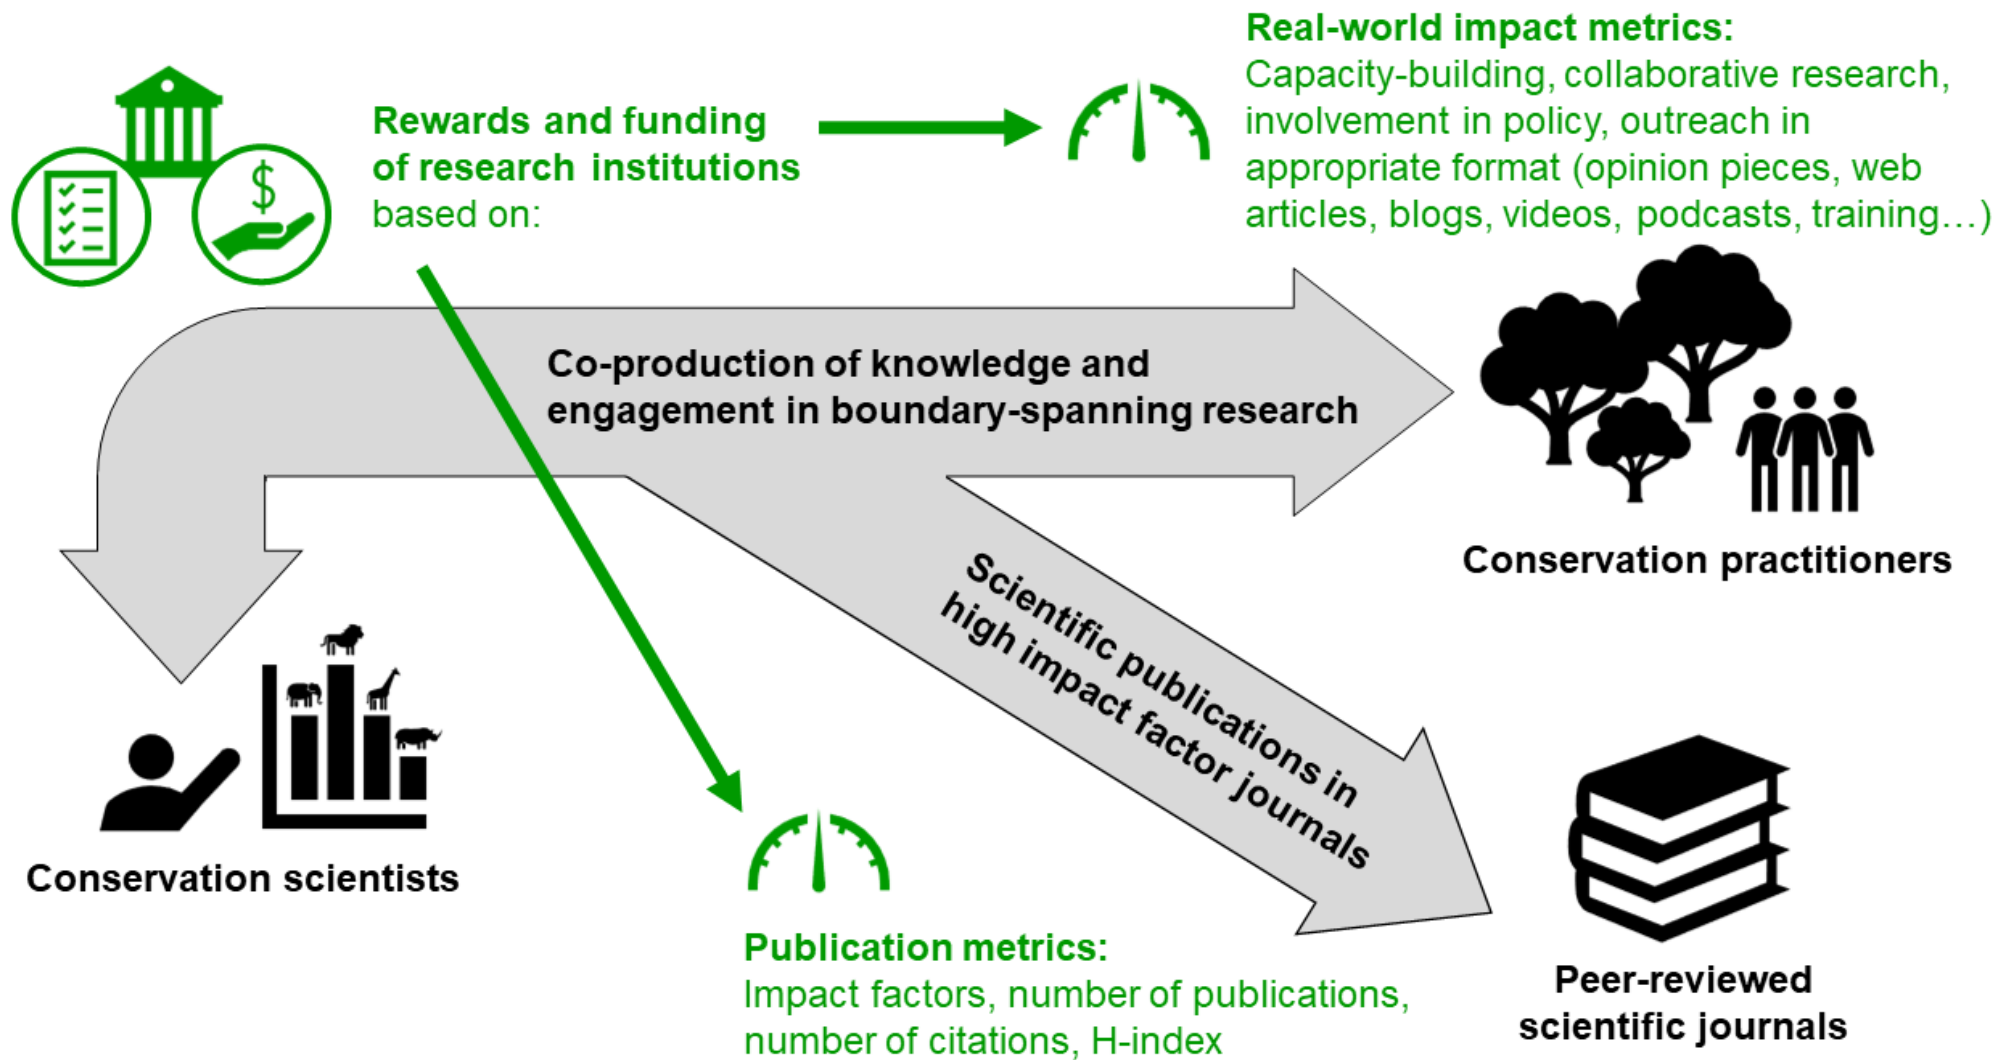 Real-world impact metrics:
Capacity-building, collaborative research,
involvement in policy, outreach in
appropriate format (opinion pieces, web
articles, blogs, videos, podcasts, training…)
Rewards and funding
of research institutions
based on:
$
Co-production of knowledge and
engagement in boundary-spanning research
Conservation practitioners
Scientific publications in
high impact factor journals
Conservation scientists
Publication metrics:
Impact factors, number of publications,
number of citations, H-index
Peer-reviewed
scientific journals